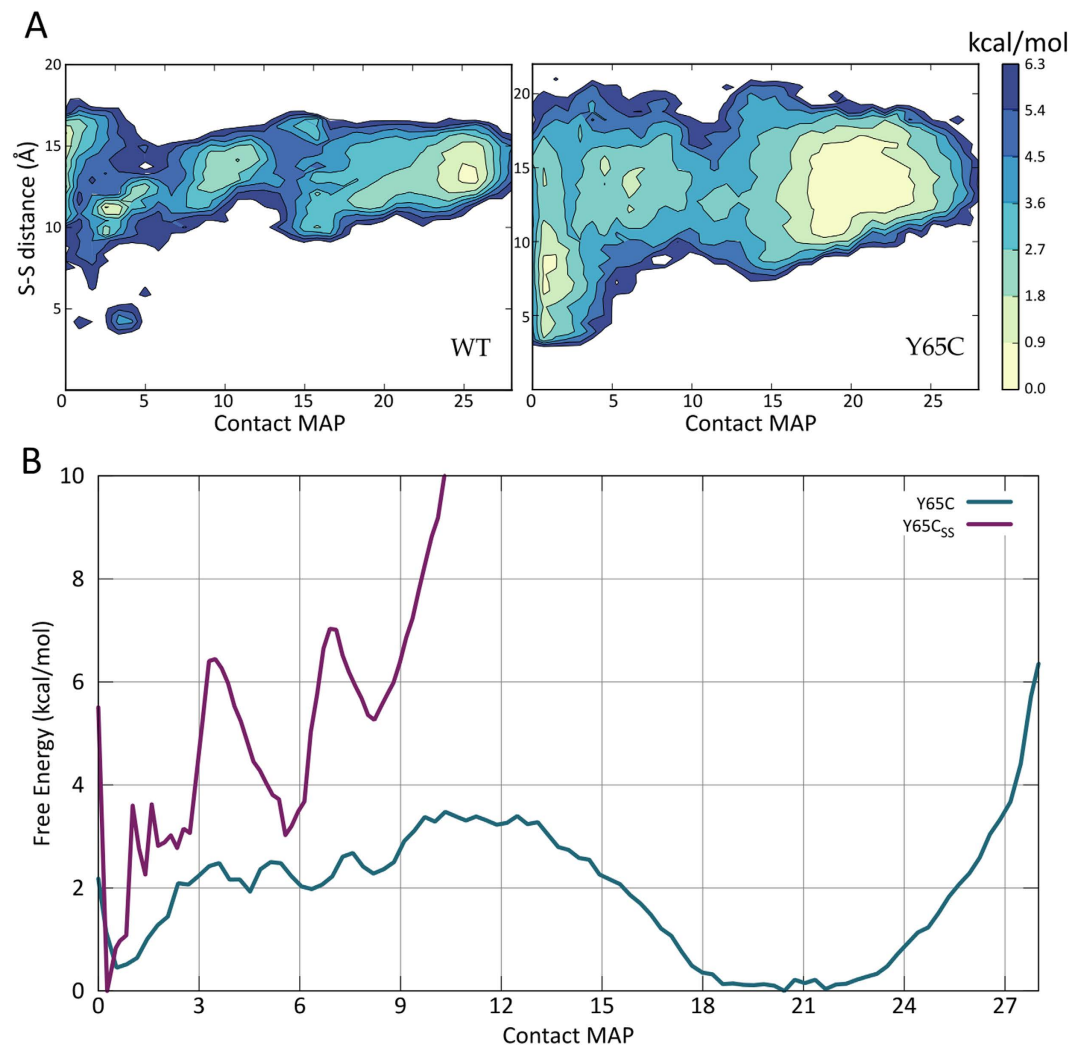 A
kcal/mol
S-S distance (Å)
20
15
10
5
WT
0 5 10 15 20 25
Contact MAP
20
15
10
5
Y65C
0 5 10 15 20 25
Contact MAP
6.3
5.4
4.5
3.6
2.7
1.8
0.9
0.0
B
Free Energy (kcal/mol)
10
8
6
4
2
0
Y65C
Y65C_SS
0 3 6 9 12 15 18 21 24 27
Contact MAP